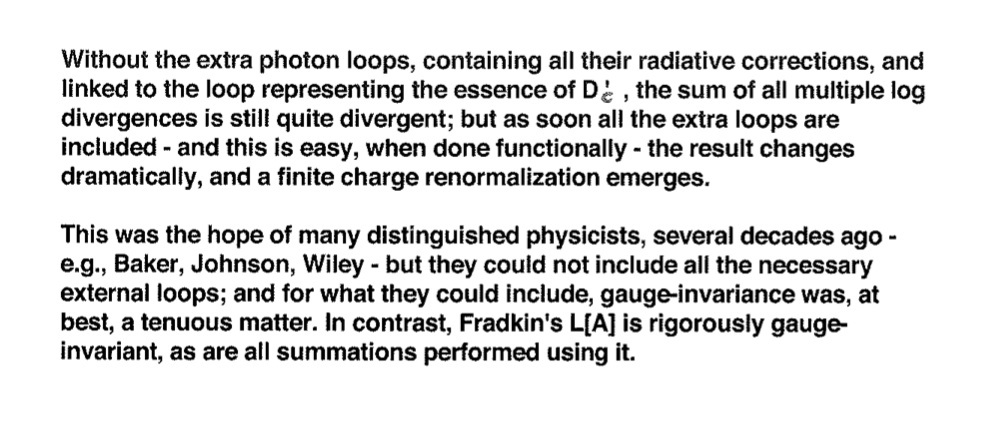 Without the extra photon loops, containing all their radiative corrections, and
linked to the loop representing the essence of D'c , the sum of all multiple log
divergences is still quite divergent; but as soon all the extra loops are
included - and this is easy, when done functionally - the result changes
dramatically, and a finite charge renormalization emerges.
This was the hope of many distinguished physicists, several decades ago -
e.g., Baker, Johnson, Wiley - but they could not include all the necessary
external loops; and for what they could include, gauge-invariance was, at
best, a tenuous matter. In contrast, Fradkin's L[A] is rigorously gauge-
invariant, as are all summations performed using it.